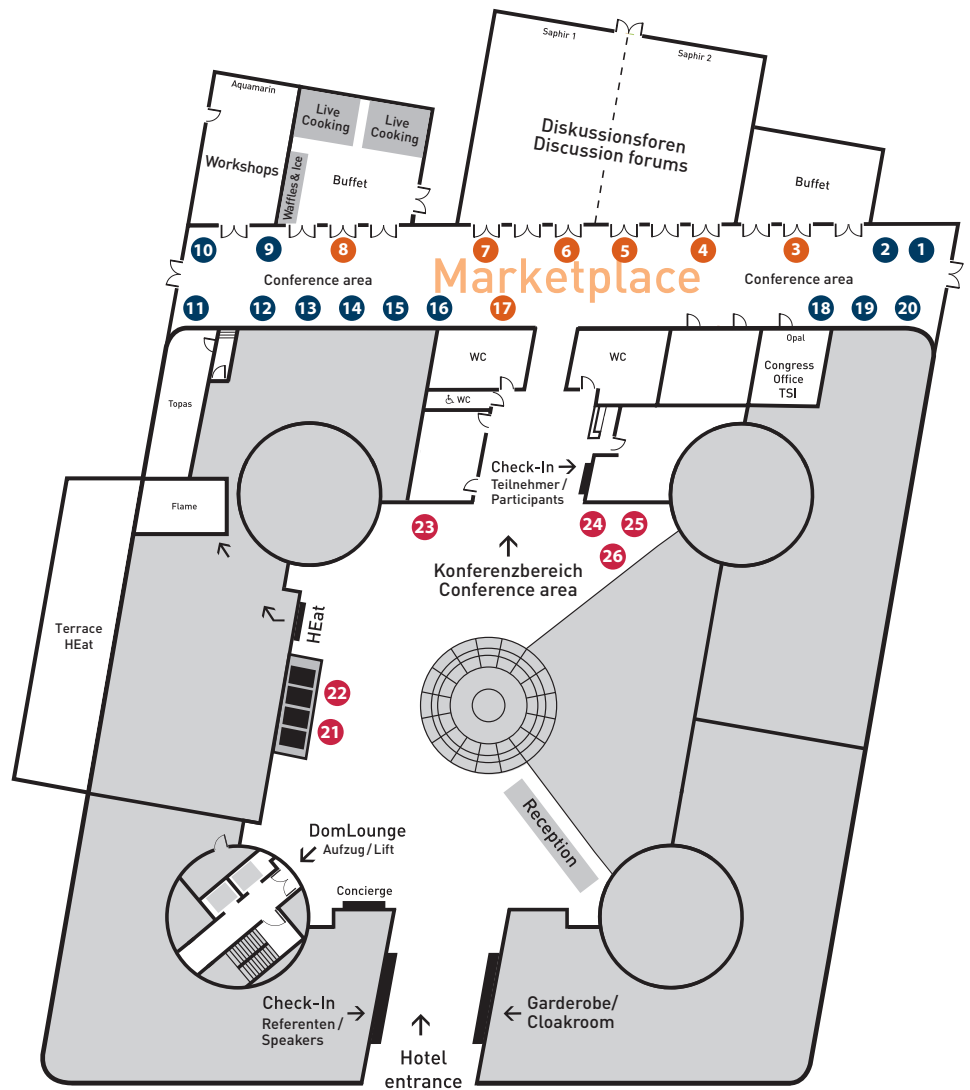 Saphir 1
Saphir 2
Aquamarin
Live
Cooking
Live
Cooking
Diskussionsforen
Discussion forums
Workshops
Waffles & Ice
Buffet
Buffet
10
9
8
7
6
5
4
3
2
1
Conference area
Marketplace
Conference area
11
12
13
14
15
16
17
18
19
20
WC
WC
Opal
Congress
Office
TSI
WC
Topas
Check-In
Teilnehmer /
Participants
Flame
23
24
25
26
Konferenzbereich
Conference area
HEat
Terrace
HEat
22
21
Reception
DomLounge
Aufzug / Lift
Concierge
Check-In
Referenten /
Speakers
Garderobe/
Cloakroom
Hotel
entrance